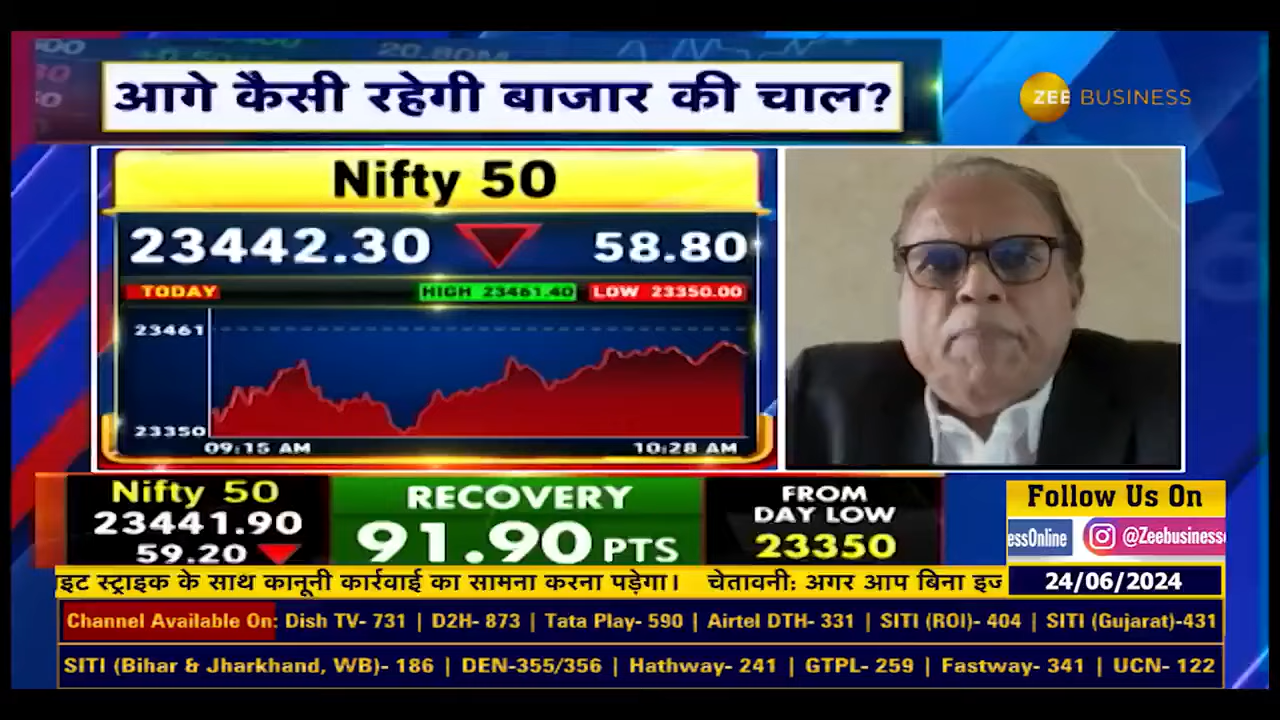 आगे कैसी रहेगी बाजार की चाल?
ZEE BUSINESS
Nifty 50
23442.30 58.80
TODAY HIGH 23461.40 LOW 23350.00
23461
23350
09:15 AM 10:28 AM
Nifty 50
23441.90
59.20
RECOVERY
91.90 PTS
FROM
DAY LOW
23350
Follow Us On
essOnline @Zeebusiness
इट स्ट्राइक के साथ कानूनी कार्रवाई का सामना करना पड़ेगा। चेतावनी: अगर आप बिना इज
24/06/2024
Channel Available On: Dish TV- 731 | D2H- 873 | Tata Play- 590 | Airtel DTH- 331 | SITI (ROI)- 404 | SITI (Gujarat)-431
SITI (Bihar & Jharkhand, WB)- 186 | DEN-355/356 | Hathway- 241 | GTPL- 259 | Fastway- 341 | UCN- 122